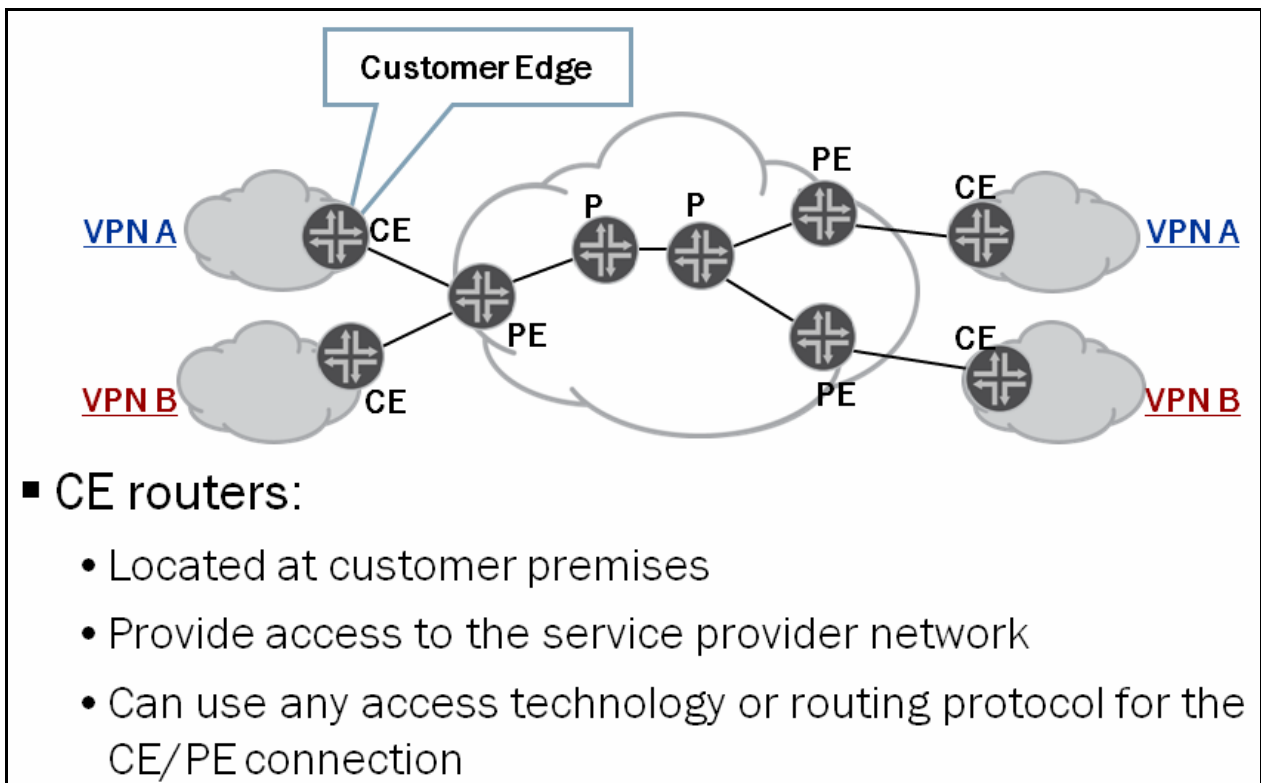 Customer Edge
PE
CE
P
P
VPN A
CE
VPN A
PE
CE
VPN B
CE
PE
VPN B
▪ CE routers:
• Located at customer premises
• Provide access to the service provider network
• Can use any access technology or routing protocol for the
CE/PE connection